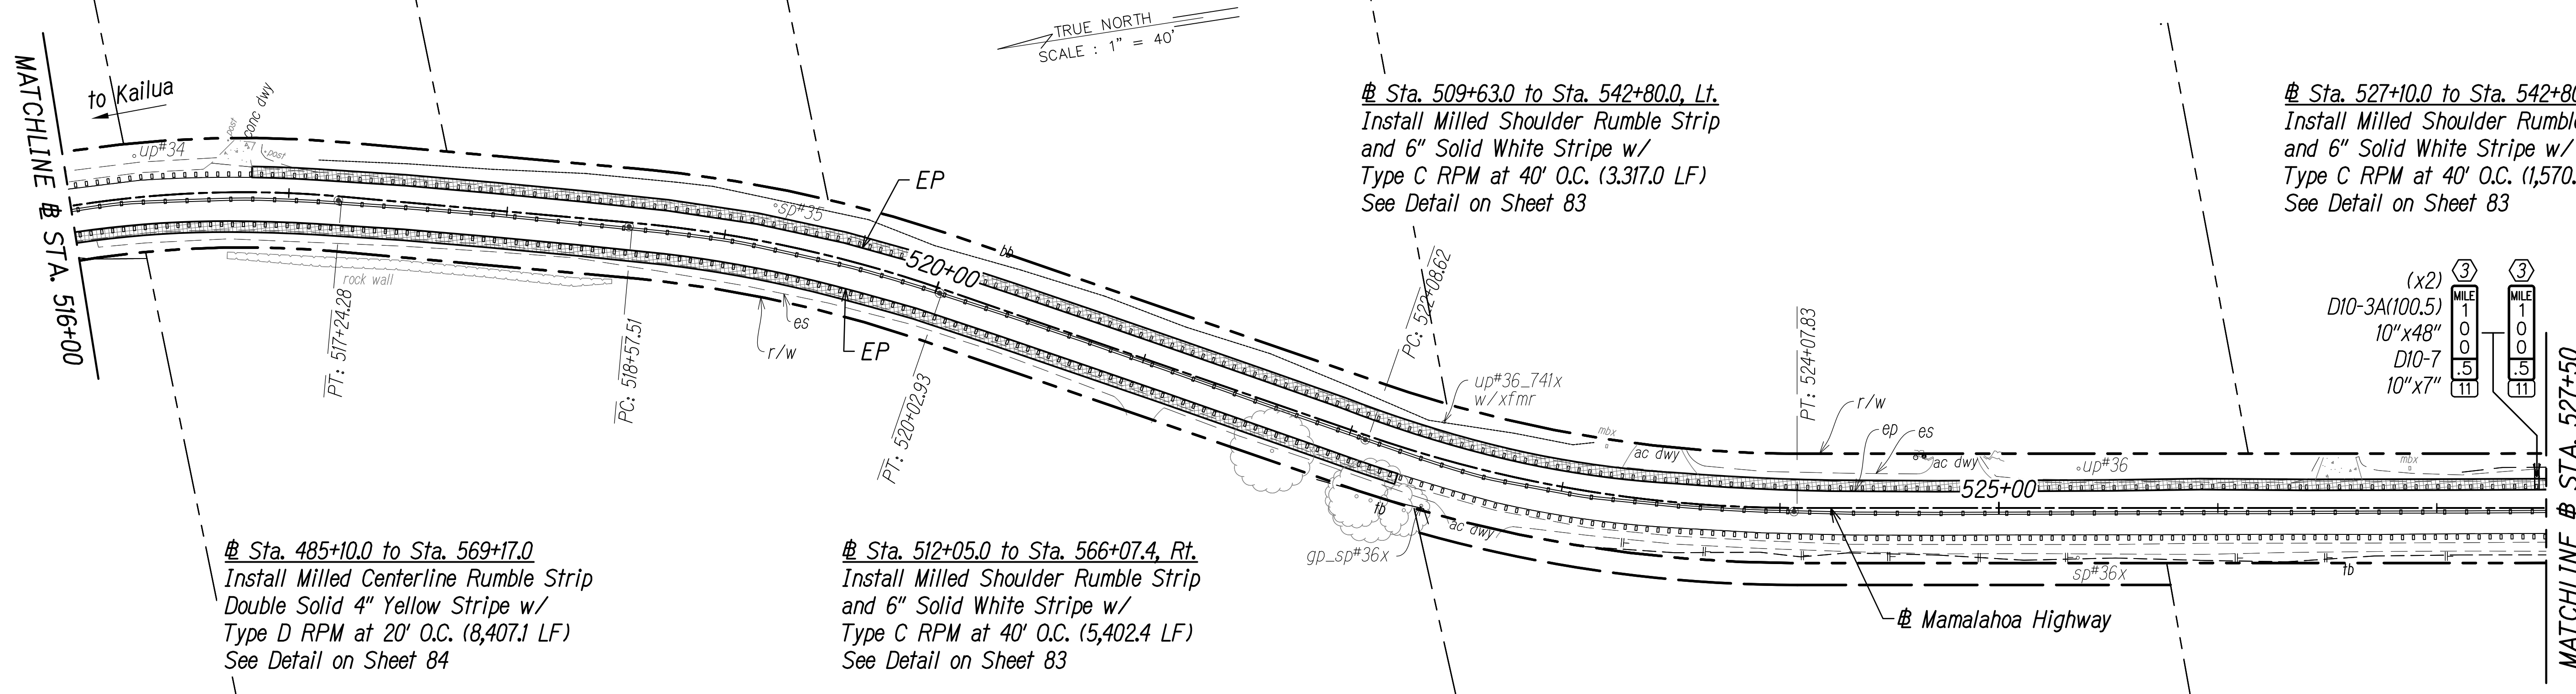 TRUE NORTH
SCALE : 1" = 40'
MATCHLINE ℄ STA. 516+00
to Kailua
up#34
post
conc dwy
post
rock wall
PT: 517+24.28
PC: 518+57.51
sp#35
EP
520+00
bb
r/w
es
EP
PT: 520+02.93
℄ Sta. 509+63.0 to Sta. 542+80.0, Lt.
Install Milled Shoulder Rumble Strip
and 6" Solid White Stripe w/
Type C RPM at 40' O.C. (3.317.0 LF)
See Detail on Sheet 83
PC: 522+08.62
up#36_741x
w/xfmr
mbx
ac dwy
PT: 524+07.83
r/w
ep
es
ac dwy
525+00
up#36
mbx
℄ Sta. 527+10.0 to Sta. 542+80
Install Milled Shoulder Rumble
and 6" Solid White Stripe w/
Type C RPM at 40' O.C. (1,570.
See Detail on Sheet 83
(x2)
D10-3A(100.5)
10"x48"
D10-7
10"x7"
3
MILE
1
0
0
.5
11
3
MILE
1
0
0
.5
11
MATCHLINE ℄ STA. 527+50
℄ Sta. 485+10.0 to Sta. 569+17.0
Install Milled Centerline Rumble Strip
Double Solid 4" Yellow Stripe w/
Type D RPM at 20' O.C. (8,407.1 LF)
See Detail on Sheet 84
℄ Sta. 512+05.0 to Sta. 566+07.4, Rt.
Install Milled Shoulder Rumble Strip
and 6" Solid White Stripe w/
Type C RPM at 40' O.C. (5,402.4 LF)
See Detail on Sheet 83
fb
gp_sp#36x
ac dwy
sp#36x
fb
℄ Mamalahoa Highway